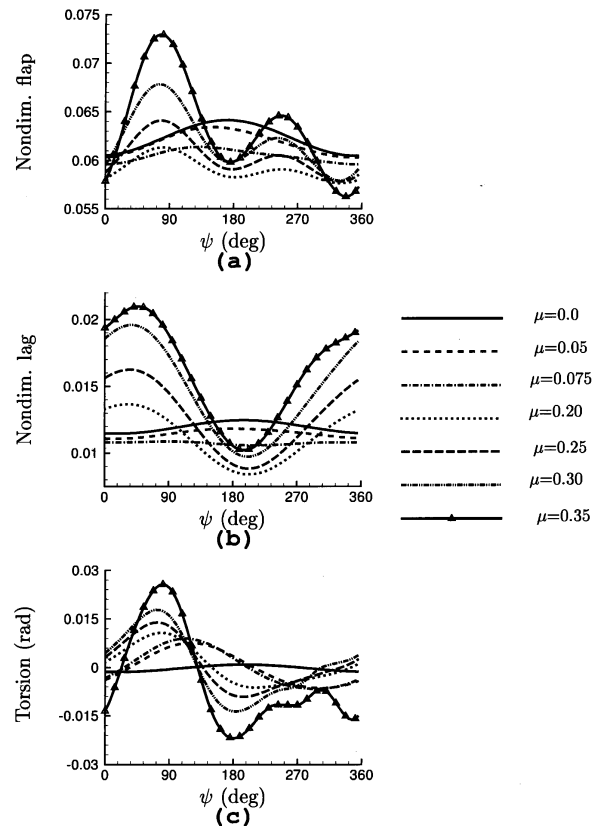 0.075
0.07
0.065
0.06
0.055
Nondim. flap
0 90 180 270 360
ψ (deg)
(a)
0.02
0.015
0.01
Nondim. lag
0 90 180 270 360
ψ (deg)
(b)
μ=0.0
μ=0.05
μ=0.075
μ=0.20
μ=0.25
μ=0.30
μ=0.35
0.03
0.015
0
-0.015
-0.03
Torsion (rad)
0 90 180 270 360
ψ (deg)
(c)